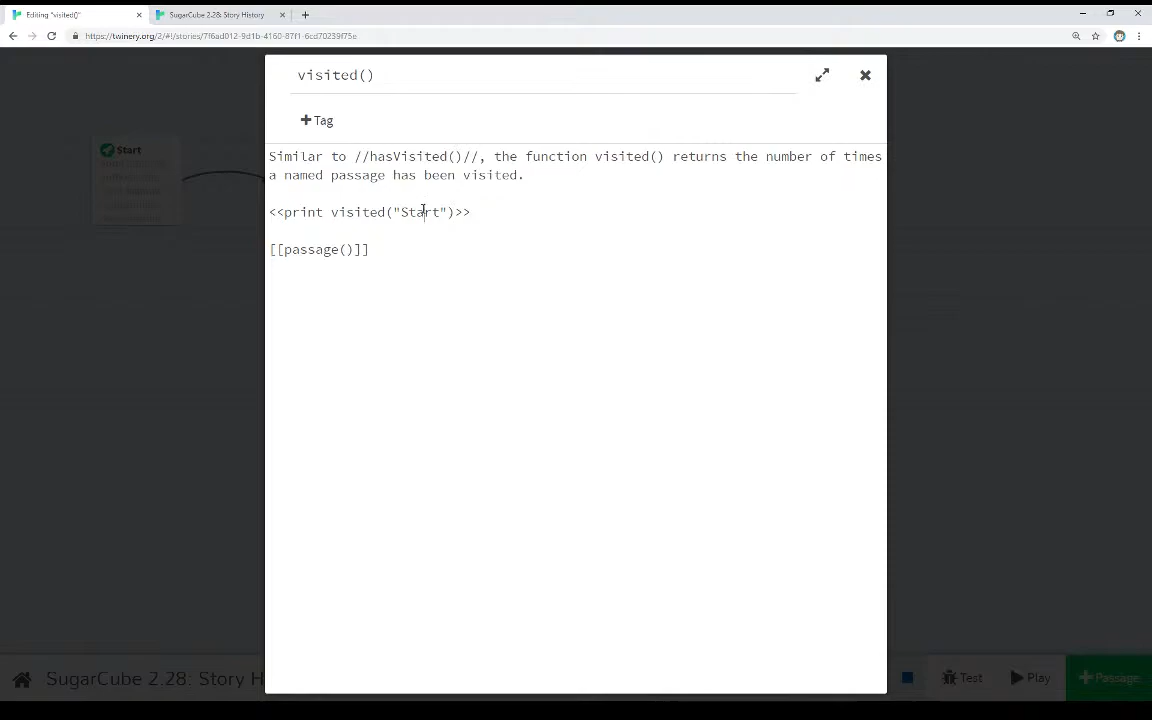 Editing "visited()"
SugarCube 2.28: Story History
https://twinery.org/2/#!/stories/7f6ad012-9d1b-4160-87f1-6cd70239f75e
visited()
Tag
Start
Similar to //hasVisited()//, the function visited() returns the number of times
a named passage has been visited.
<<print visited("Start")>>
[[passage()]]
SugarCube 2.28: Story H
Test
Play
Passage